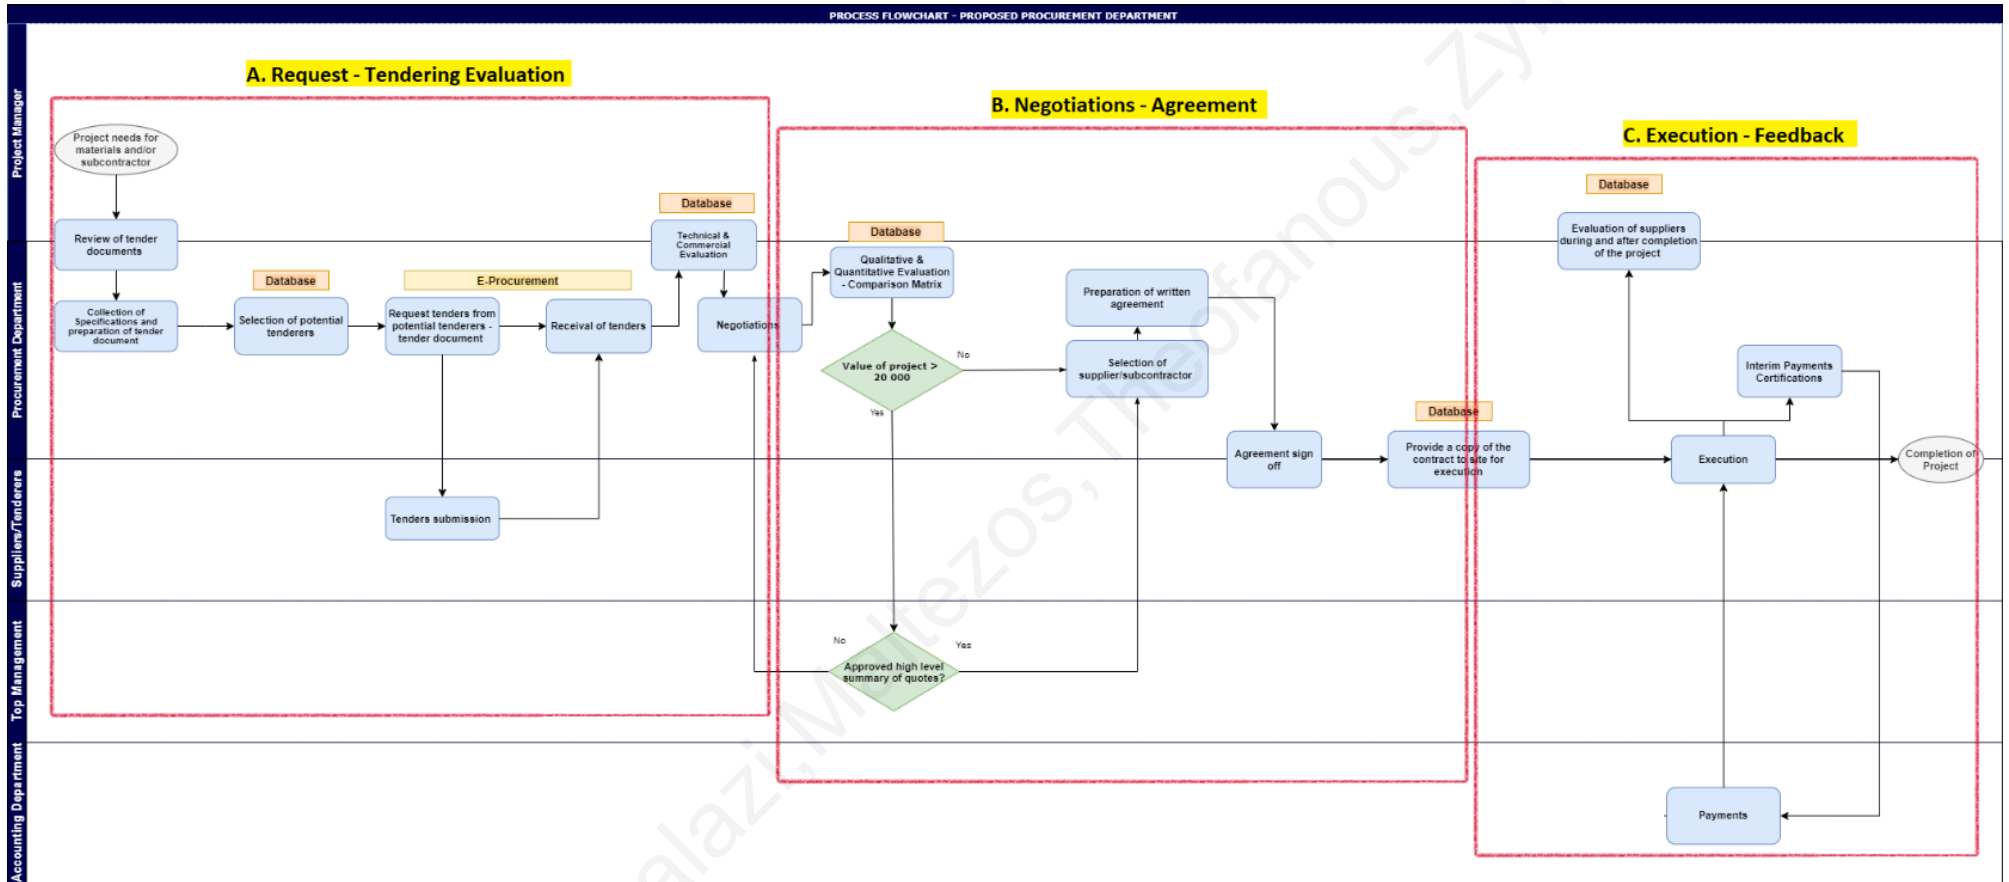 PROCESS FLOWCHART - PROPOSED PROCUREMENT DEPARTMENT
Project Manager
Procurement Department
Suppliers/Tenderers
Top Management
Accounting Department
A. Request - Tendering Evaluation
Project needs for
materials and/or
subcontractor
Review of tender
documents
Collection of
Specifications and
preparation of tender
document
Database
Selection of potential
tenderers
E-Procurement
Request tenders from
potential tenderers -
tender document
Receival of tenders
Tenders submission
Database
Technical &
Commercial
Evaluation
Negotiations
B. Negotiations - Agreement
Database
Qualitative &
Quantitative Evaluation
- Comparison Matrix
Value of project >
20 000
No
Yes
Approved high level
summary of quotes?
No
Yes
Preparation of written
agreement
Selection of
supplier/subcontractor
Agreement sign
off
Database
Provide a copy of the
contract to site for
execution
C. Execution - Feedback
Database
Evaluation of suppliers
during and after completion
of the project
Interim Payments
Certifications
Execution
Completion of
Project
Payments
Theofanous,